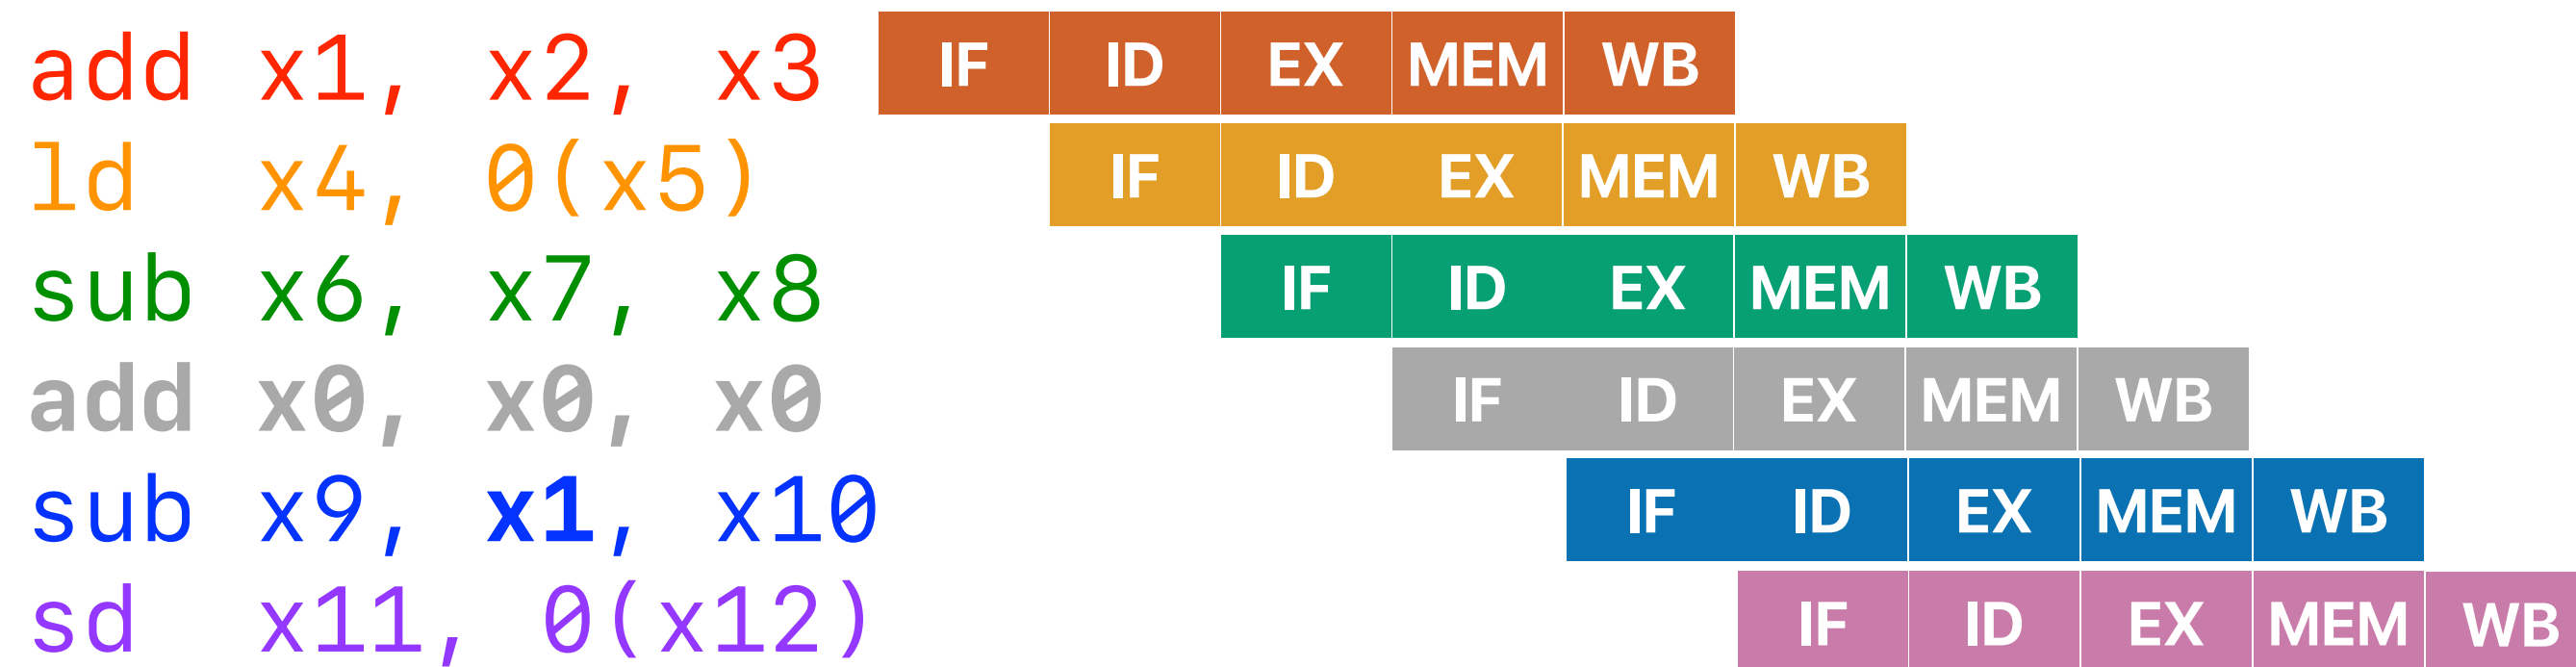 add x1, x2, x3 IF ID EX MEM WB
ld x4, 0(x5) IF ID EX MEM WB
sub x6, x7, x8 IF ID EX MEM WB
add x0, x0, x0 IF ID EX MEM WB
sub x9, x1, x10 IF ID EX MEM WB
sd x11, 0(x12) IF ID EX MEM WB